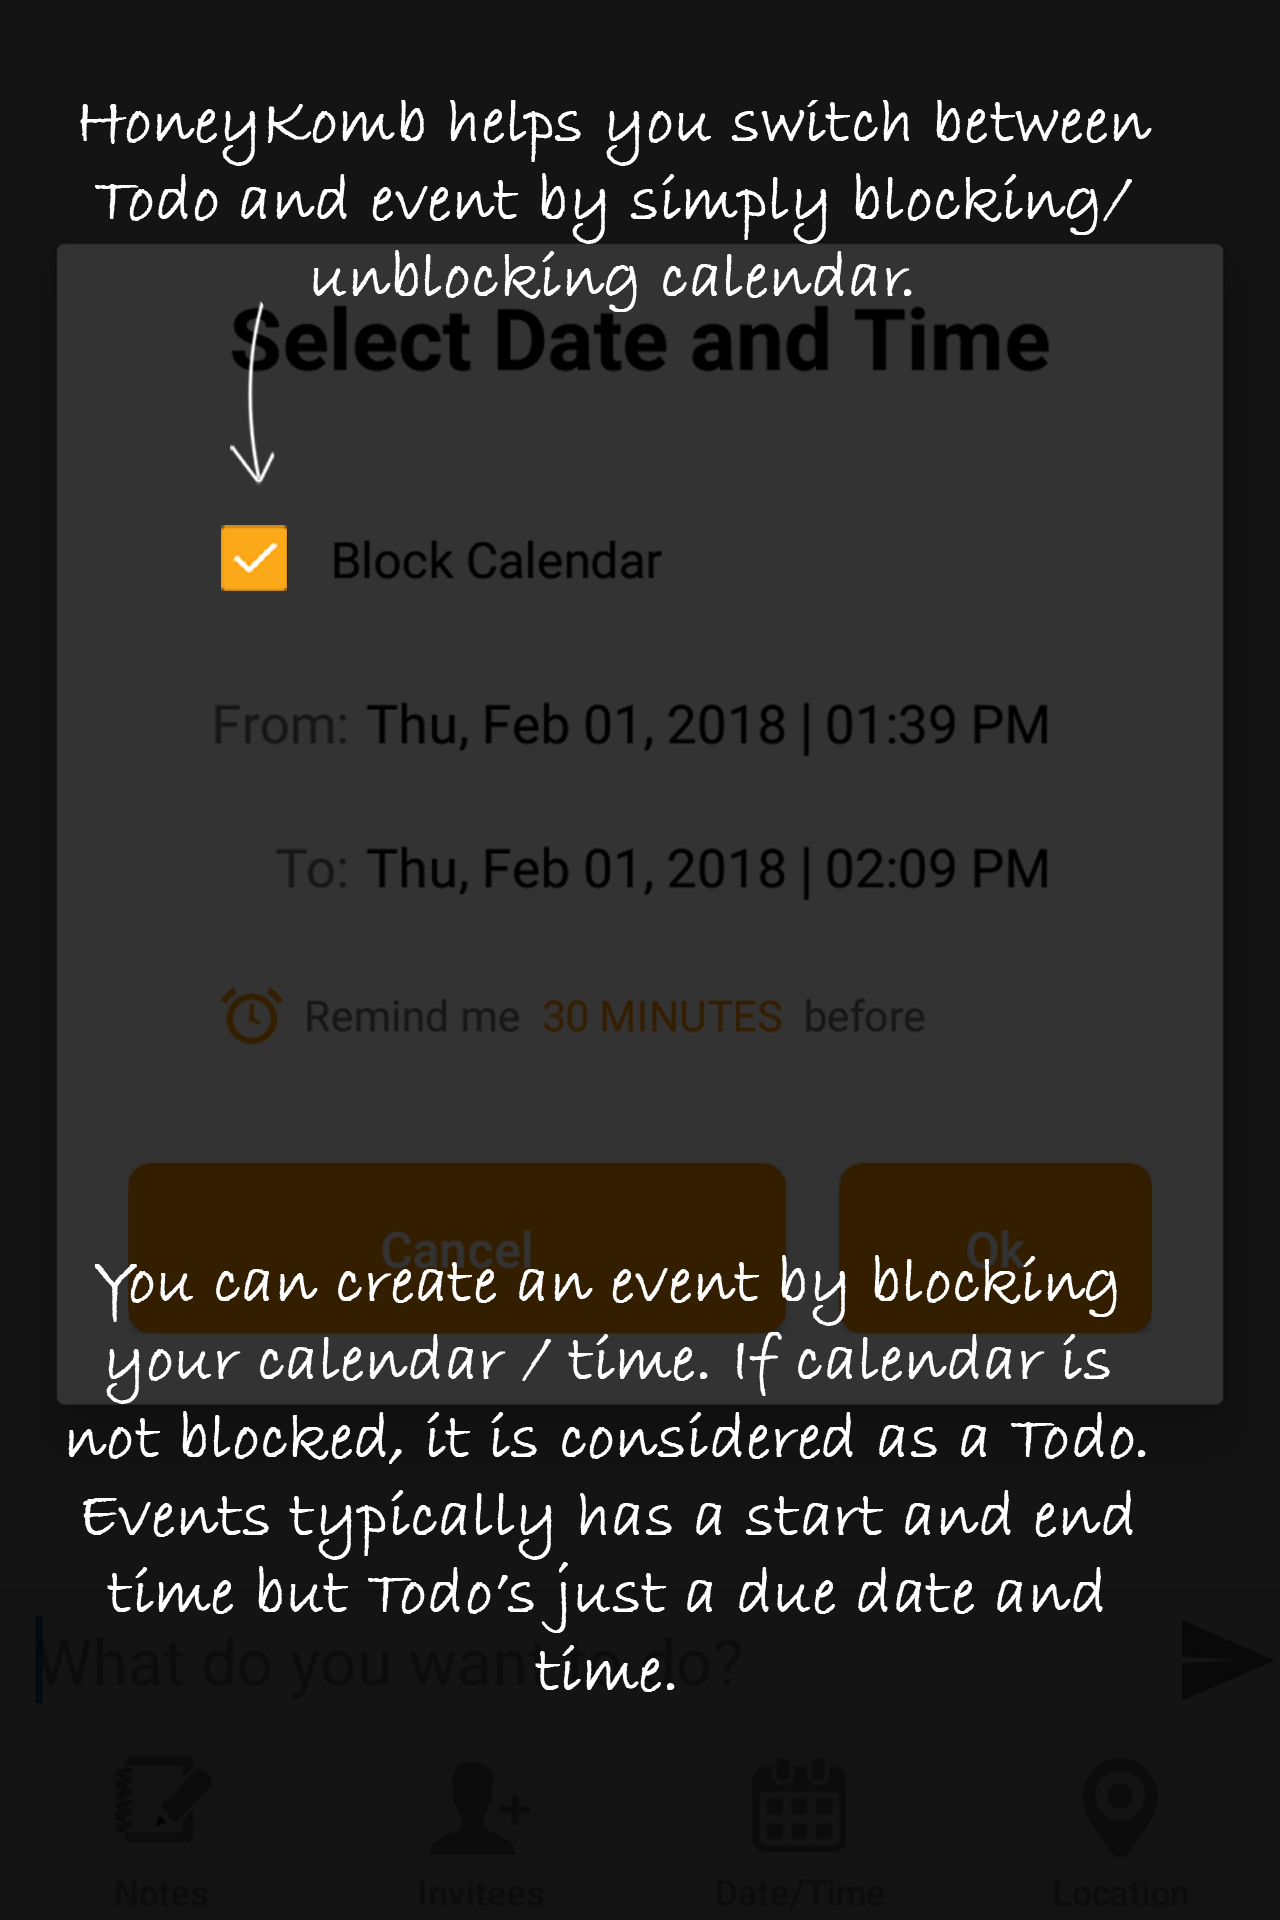 HoneyKomb helps you switch between
Todo and event by simply blocking/
unblocking calendar.
Select Date and Time
Block Calendar
From: Thu, Feb 01, 2018 | 01:39 PM
To: Thu, Feb 01, 2018 | 02:09 PM
Remind me 30 MINUTES before
Cancel Ok
You can create an event by blocking
your calendar / time. If calendar is
not blocked, it is considered as a Todo.
Events typically has a start and end
time but Todo's just a due date and
time.
What do you want to do?
Notes Invitees Date/Time Location